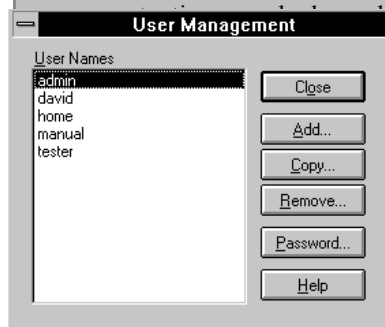 User Management
User Names
admin
david
home
manual
tester
Close
Add...
Copy...
Remove...
Password...
Help